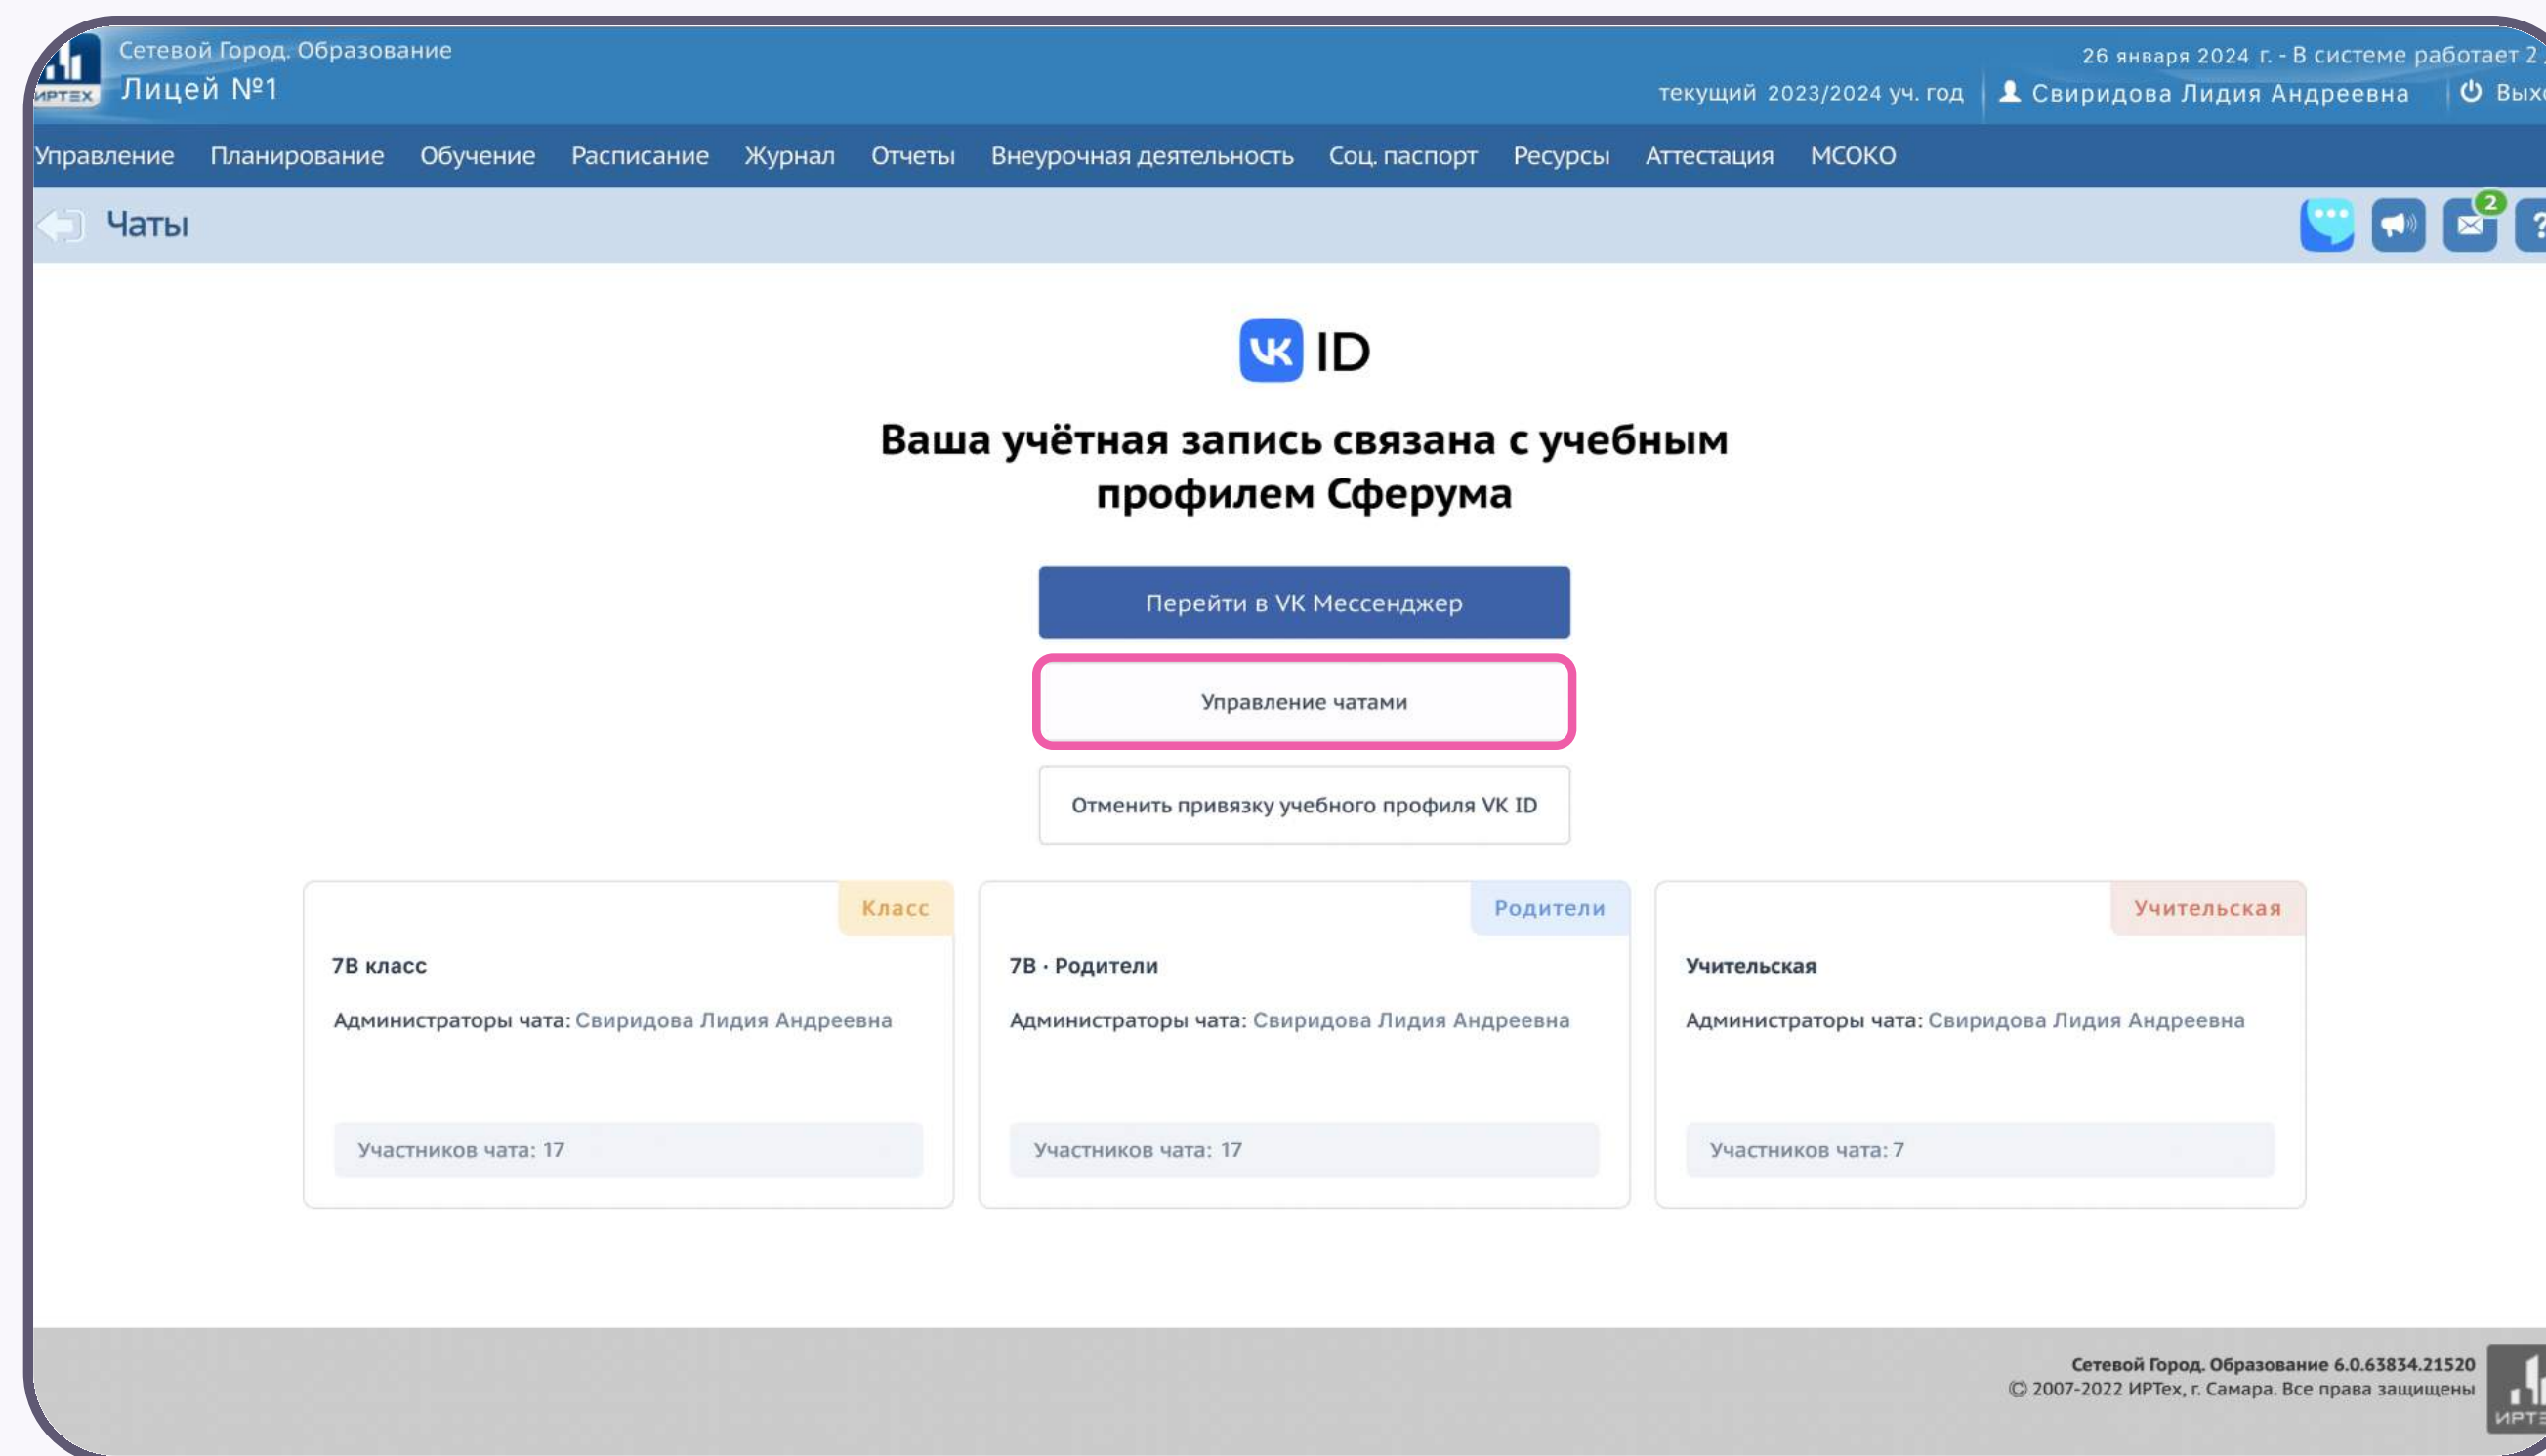 Сетевой Город. Образование
26 января 2024 г. - В системе работает 2
ИРТЕХ
Лицей №1
текущий 2023/2024 уч. год
Свиридова Лидия Андреевна
Управление Планирование Обучение Расписание Журнал Отчеты Внеурочная деятельность Соц. паспорт Ресурсы Аттестация МСОКО
Чаты
2
?
VK ID
Ваша учётная запись связана с учебным
профилем Сферума
Перейти в VK Мессенджер
Управление чатами
Отменить привязку учебного профиля VK ID
Класс
7В класс
Администраторы чата: Свиридова Лидия Андреевна
Участников чата: 17
Родители
7В · Родители
Администраторы чата: Свиридова Лидия Андреевна
Участников чата: 17
Учительская
Учительская
Администраторы чата: Свиридова Лидия Андреевна
Участников чата: 7
Сетевой Город. Образование 6.0.63834.21520
© 2007-2022 ИРТех, г. Самара. Все права защищены